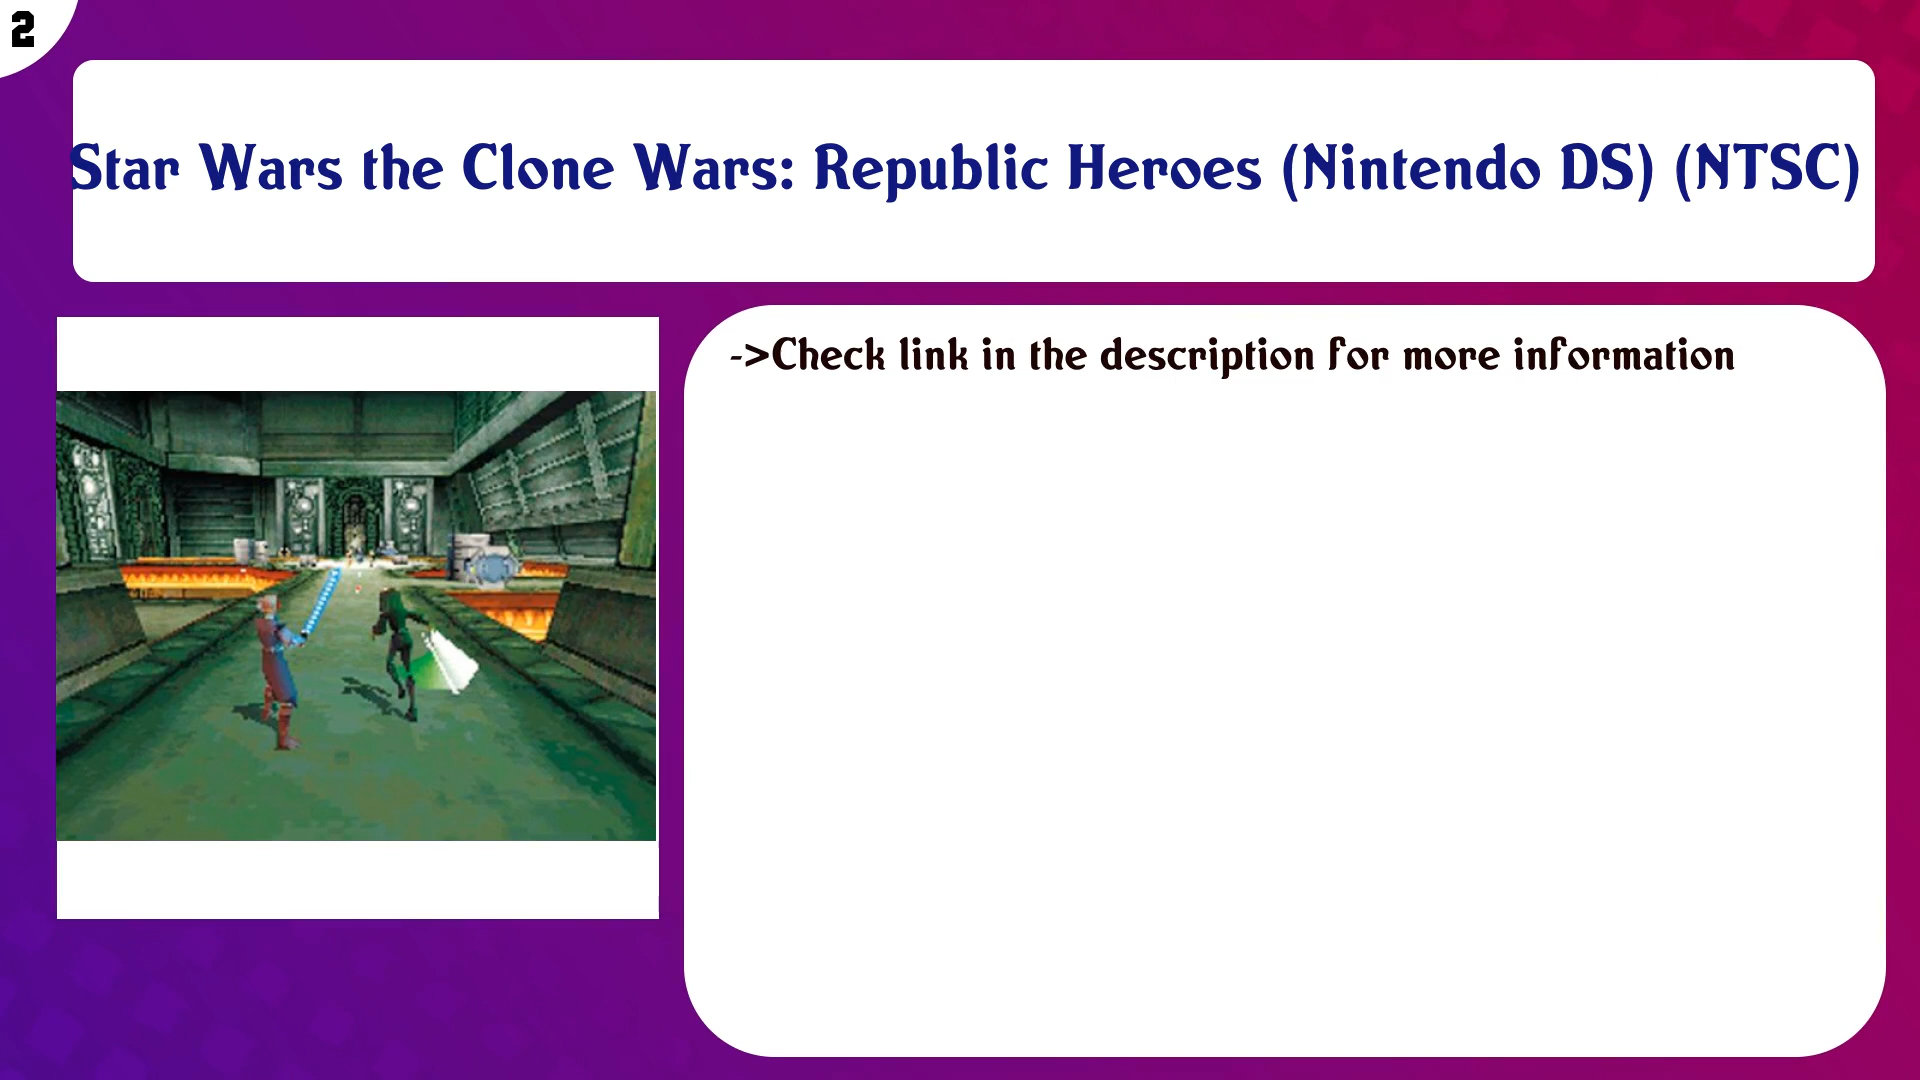 2
Star Wars the Clone Wars: Republic Heroes (Nintendo DS) (NTSC)
->Check link in the description for more information